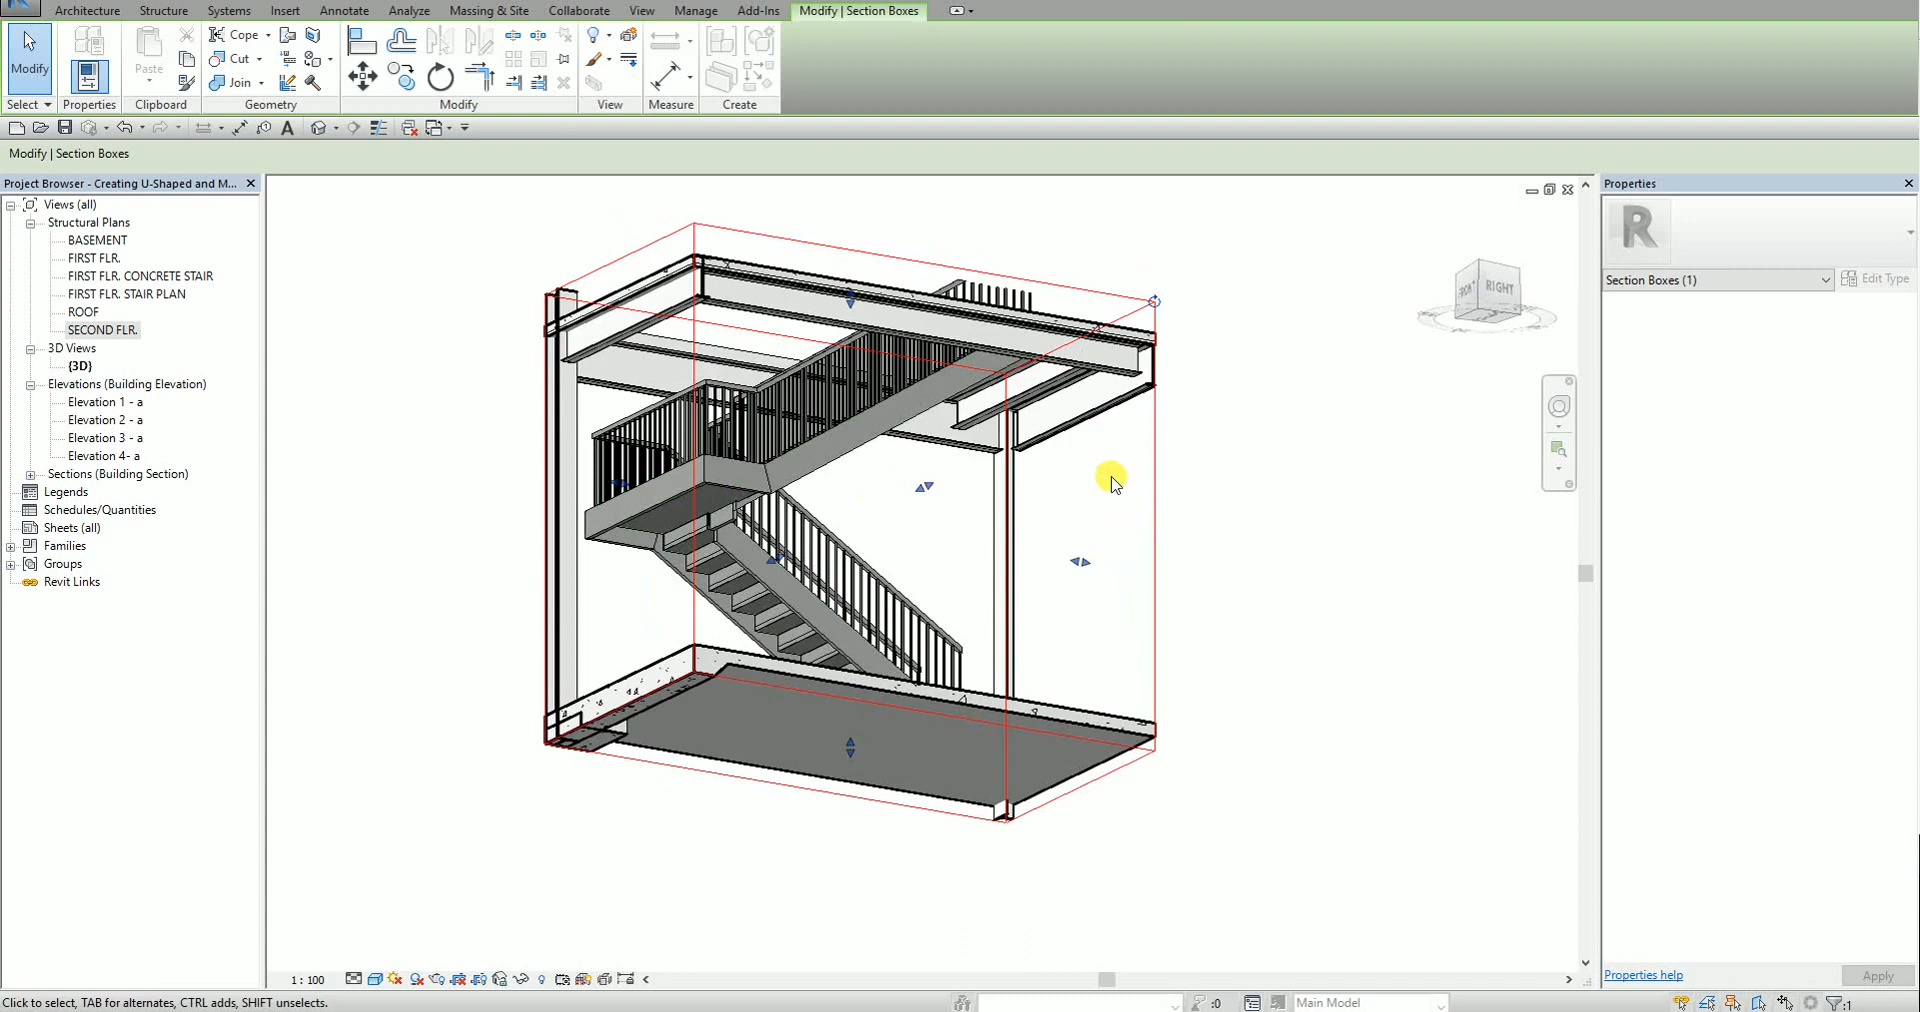 Architecture Structure Systems Insert Annotate Analyze Massing & Site Collaborate View Manage Add-Ins Modify | Section Boxes
Modify
Paste
Cope
Cut
Join
Select Properties Clipboard Geometry Modify View Measure Create
Modify | Section Boxes
Project Browser - Creating U-Shaped and M...
Views (all)
Structural Plans
BASEMENT
FIRST FLR.
FIRST FLR. CONCRETE STAIR
FIRST FLR. STAIR PLAN
ROOF
SECOND FLR.
3D Views
{3D}
Elevations (Building Elevation)
Elevation 1 - a
Elevation 2 - a
Elevation 3 - a
Elevation 4- a
Sections (Building Section)
Legends
Schedules/Quantities
Sheets (all)
Families
Groups
Revit Links
RIGHT
Properties
R
Section Boxes (1)
Edit Type
1 : 100
Properties help
Apply
Click to select, TAB for alternates, CTRL adds, SHIFT unselects.
:0
Main Model
:1